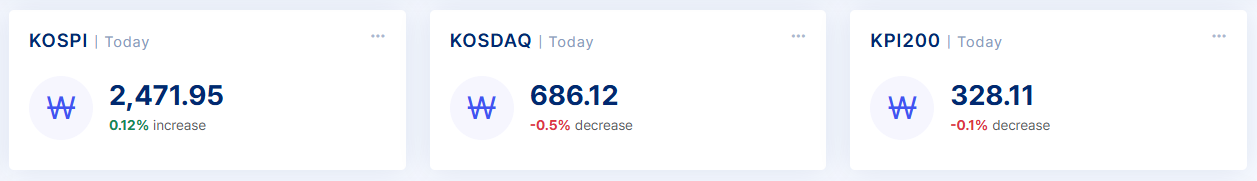 KOSPI | Today
₩
2,471.95
0.12% increase
KOSDAQ | Today
₩
686.12
-0.5% decrease
KPI200 | Today
₩
328.11
-0.1% decrease